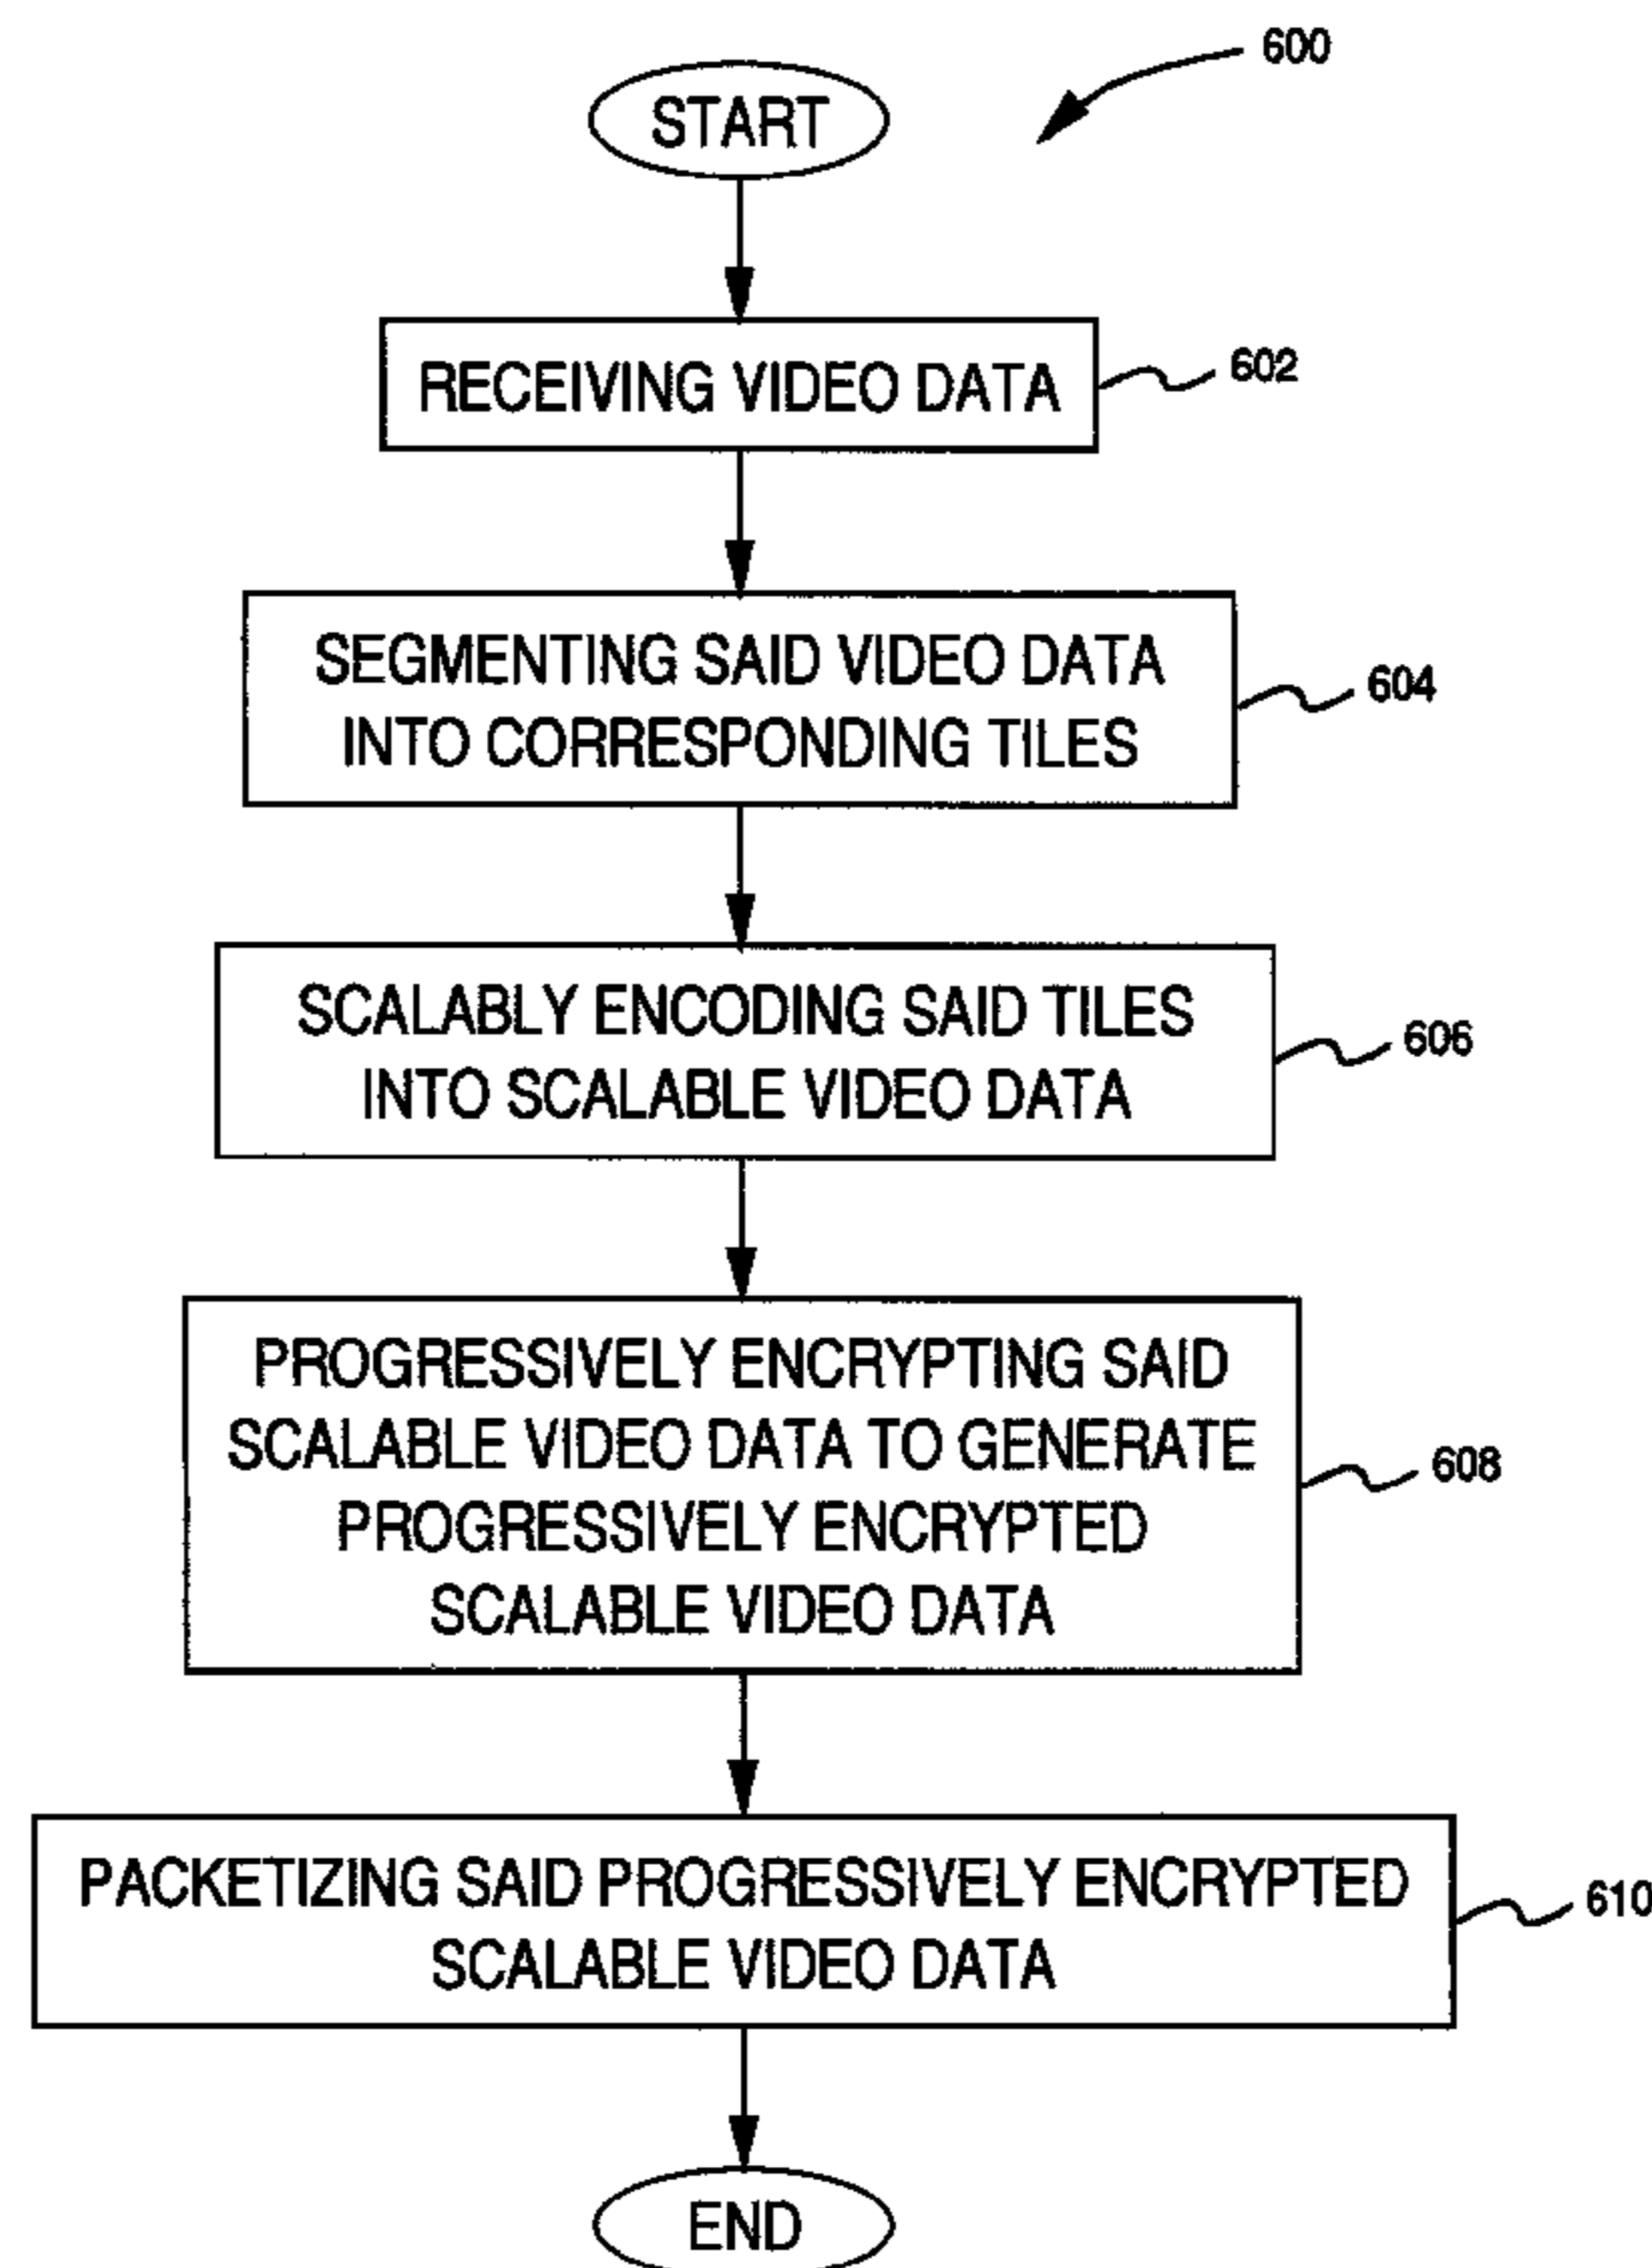 600
START
RECEIVING VIDEO DATA
602
SEGMENTING SAID VIDEO DATA
INTO CORRESPONDING TILES
604
SCALABLY ENCODING SAID TILES
INTO SCALABLE VIDEO DATA
606
PROGRESSIVELY ENCRYPTING SAID
SCALABLE VIDEO DATA TO GENERATE
PROGRESSIVELY ENCRYPTED
SCALABLE VIDEO DATA
608
PACKETIZING SAID PROGRESSIVELY ENCRYPTED
SCALABLE VIDEO DATA
610
END